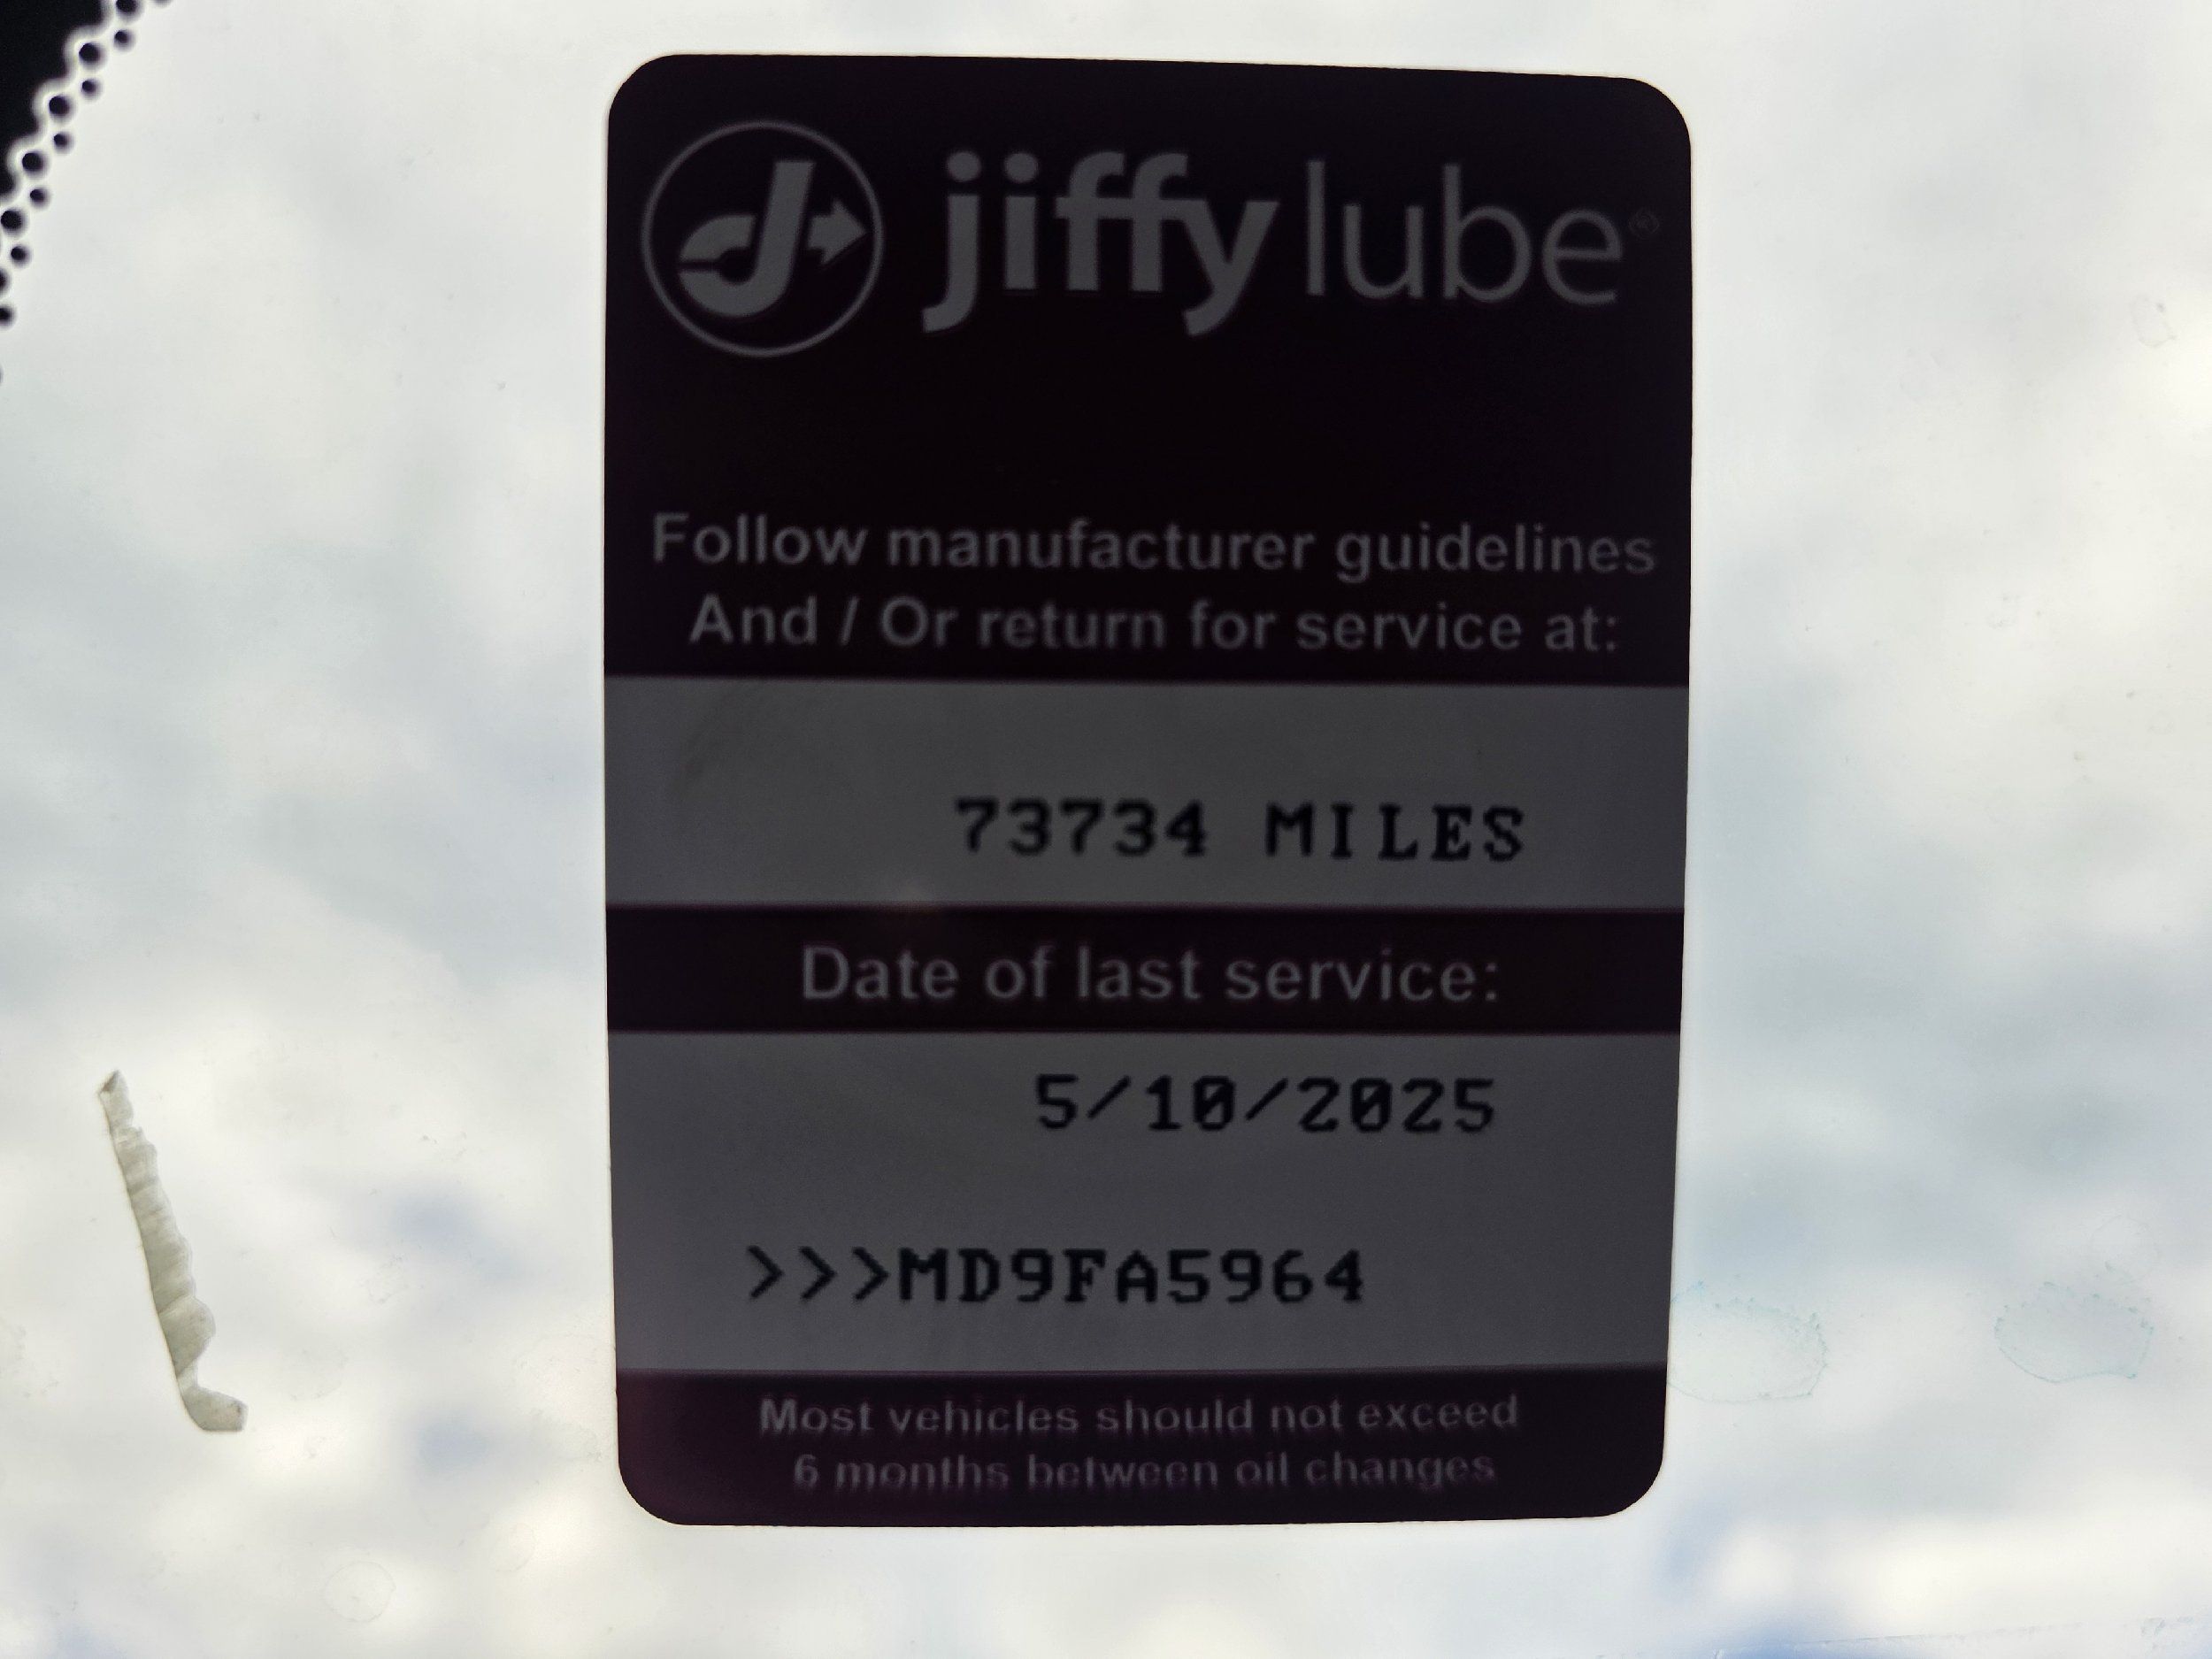 jiffy lube®
Follow manufacturer guidelines
And / Or return for service at:
73734 MILES
Date of last service:
5/10/2025
>>>MD9FA5964
Most vehicles should not exceed
6 months between oil changes